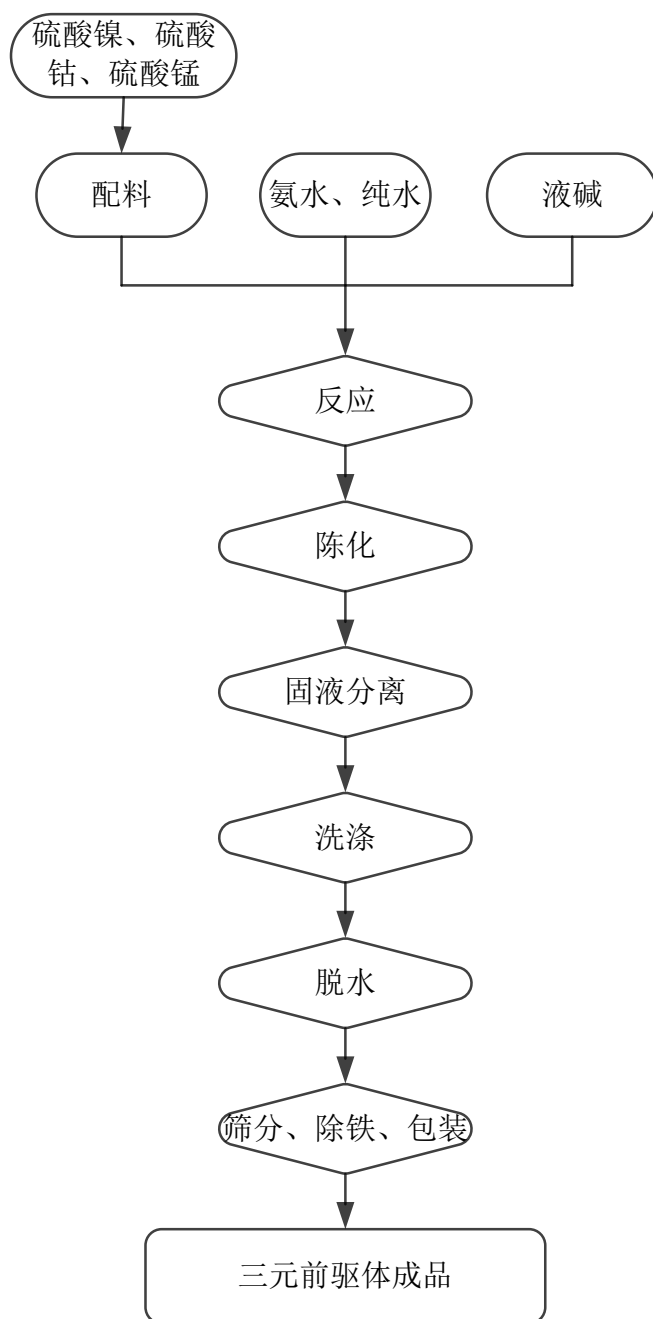 硫酸镍、硫酸
钴、硫酸锰
配料
氨水、纯水
液碱
反应
陈化
固液分离
洗涤
脱水
筛分、除铁、包装
三元前驱体成品